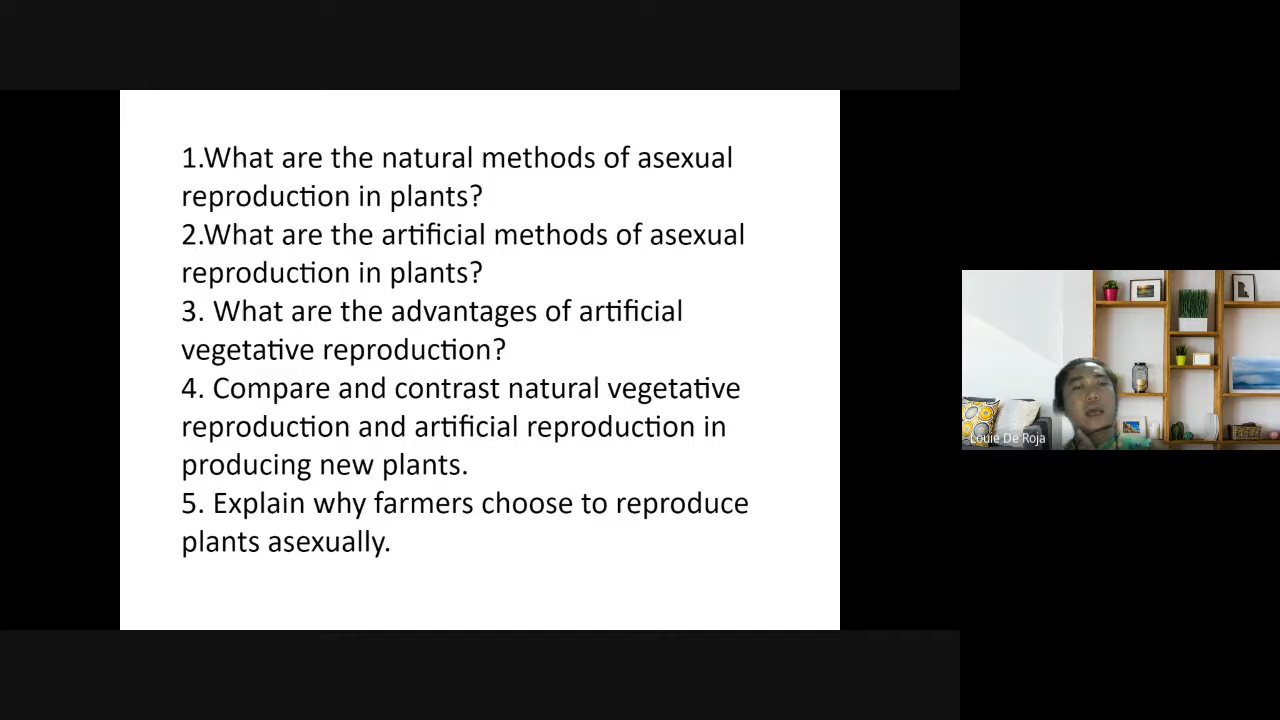 1.What are the natural methods of asexual
reproduction in plants?
2.What are the artificial methods of asexual
reproduction in plants?
3. What are the advantages of artificial
vegetative reproduction?
4. Compare and contrast natural vegetative
reproduction and artificial reproduction in
producing new plants.
5. Explain why farmers choose to reproduce
plants asexually.
Louie De Roja